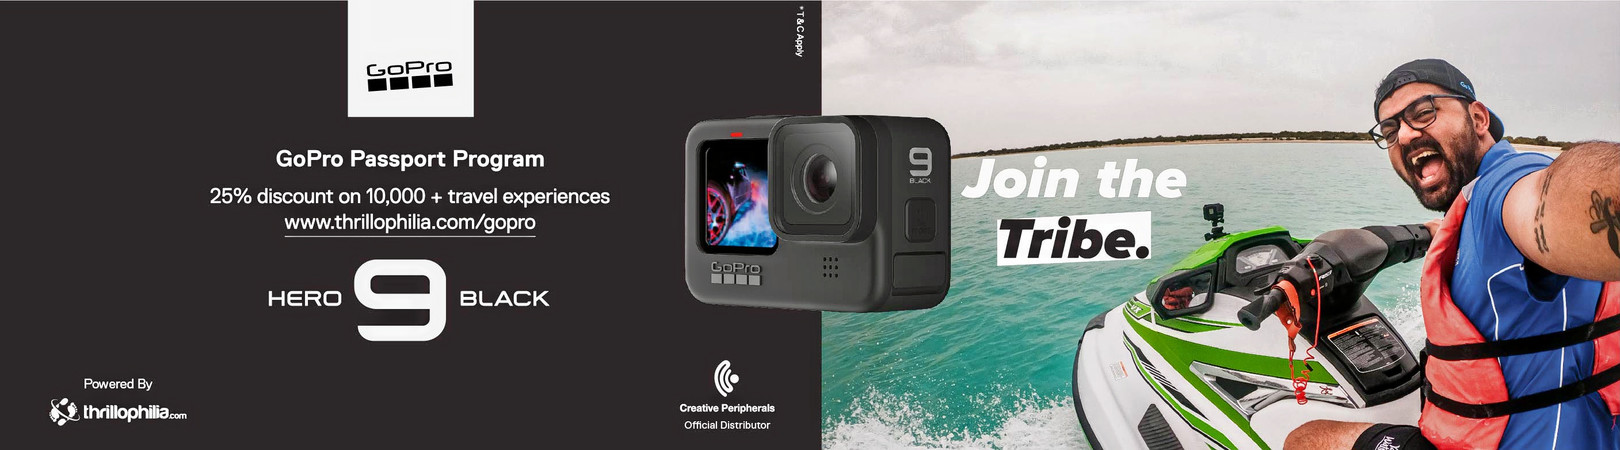 GoPro
* T & C Apply
GoPro Passport Program
25% discount on 10,000 + travel experiences
www.thrillophilia.com/gopro
HERO 9 BLACK
Powered By
thrillophilia.com
Creative Peripherals
Official Distributor
9
BLACK
GoPro
Join the
Tribe.